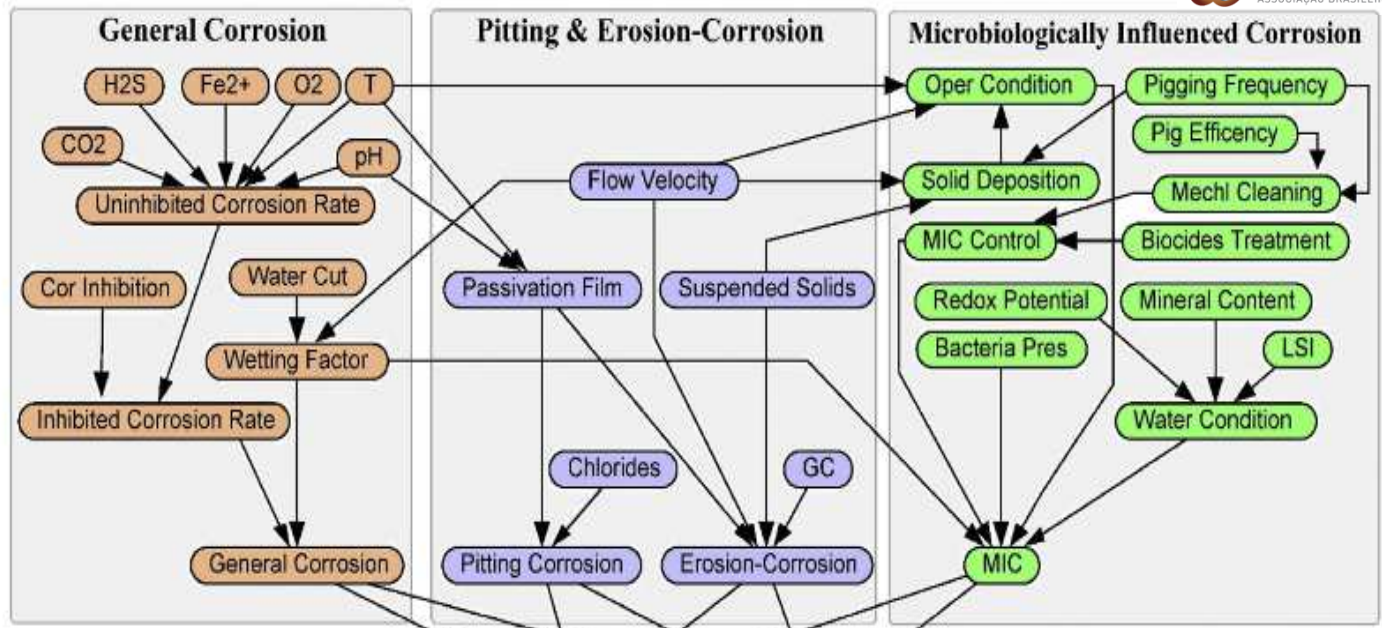 ASSOCIAÇÃO BRASILEIR
General Corrosion
Pitting & Erosion-Corrosion
Microbiologically Influenced Corrosion
H2S
Fe2+
O2
T
Oper Condition
Pigging Frequency
CO2
pH
Pig Efficency
Flow Velocity
Solid Deposition
Mechl Cleaning
Uninhibited Corrosion Rate
MIC Control
Biocides Treatment
Cor Inhibition
Water Cut
Passivation Film
Suspended Solids
Redox Potential
Mineral Content
Wetting Factor
Bacteria Pres
LSI
Inhibited Corrosion Rate
Water Condition
Chlorides
GC
General Corrosion
Pitting Corrosion
Erosion-Corrosion
MIC